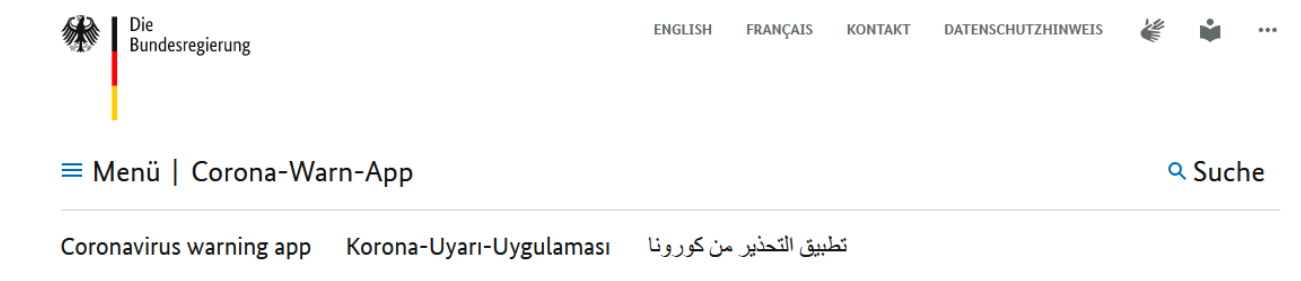 Die
Bundesregierung
ENGLISH FRANÇAIS KONTAKT DATENSCHUTZHINWEIS
Menü | Corona-Warn-App
Suche
Coronavirus warning app Korona-Uyarı-Uygulaması تطبيق التحذير من كورونا